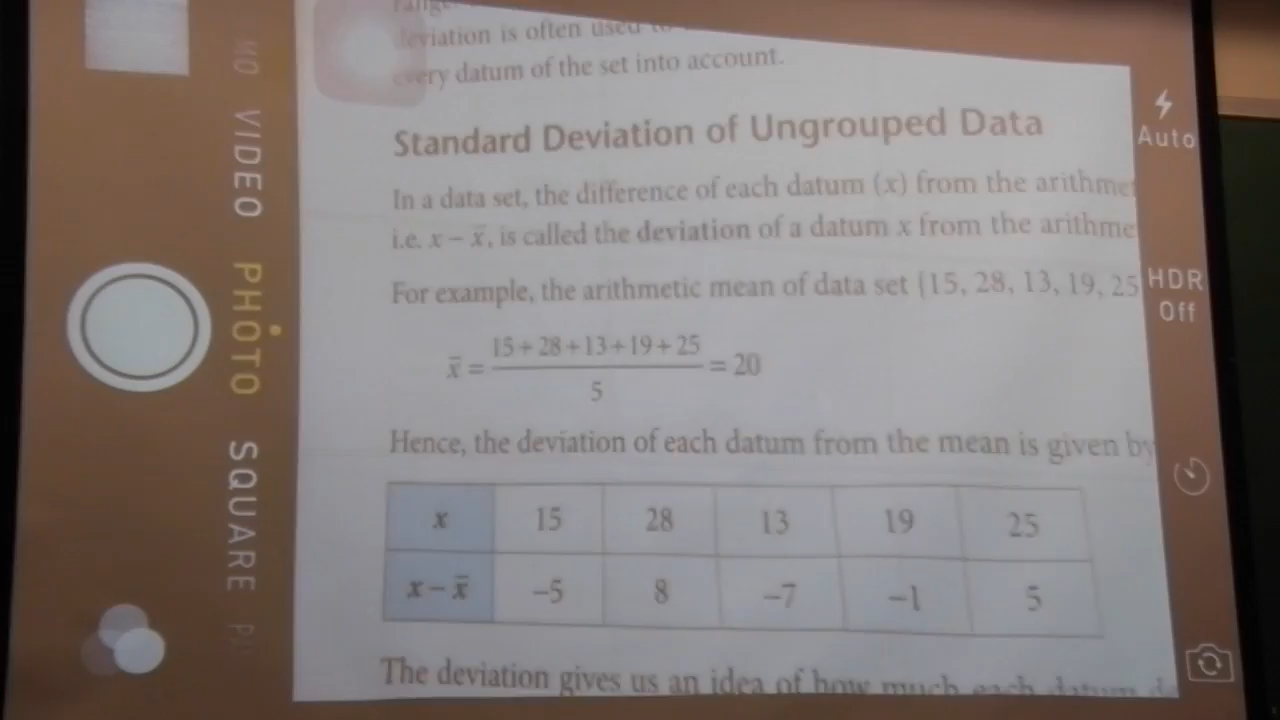 deviation is often used to
every datum of the set into account.
Standard Deviation of Ungrouped Data
In a data set, the difference of each datum (x) from the
i.e. x – x̄, is called the deviation of a datum x from the
For example, the arithmetic mean of data set {15, 28, 13, 19, 25
x̄ = (15+28+13+19+25)/5 = 20
Hence, the deviation of each datum from the mean is given by
x 15 28 13 19 25
x – x̄ –5 8 –7 –1 5
The deviation gives us an idea of how much each datum
VIDEO
PHOTO
SQUARE
Auto
HDR
Off